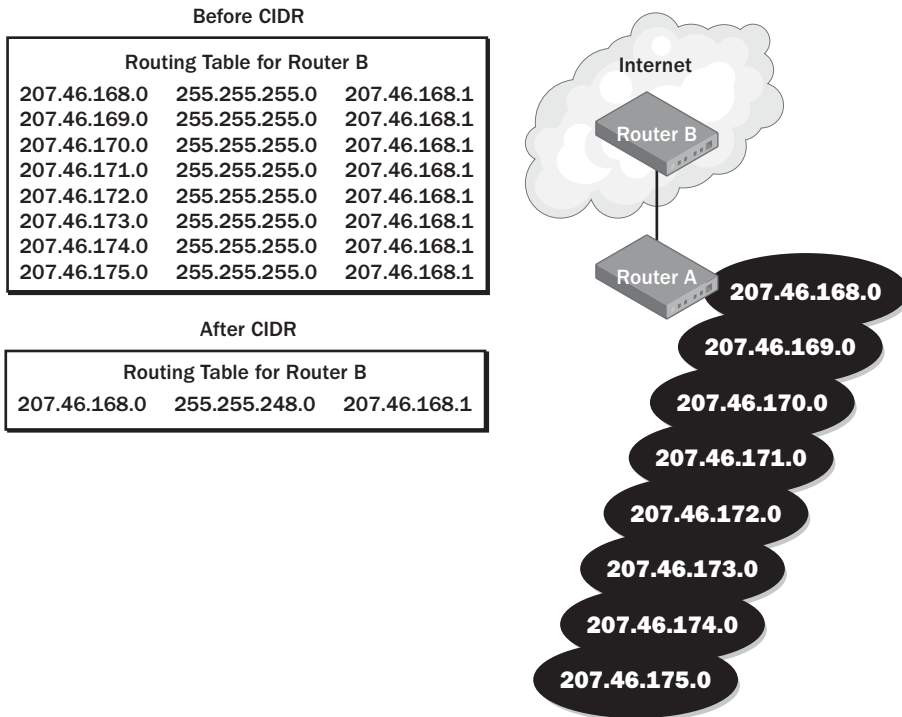 Before CIDR
Routing Table for Router B
207.46.168.0 255.255.255.0 207.46.168.1
207.46.169.0 255.255.255.0 207.46.168.1
207.46.170.0 255.255.255.0 207.46.168.1
207.46.171.0 255.255.255.0 207.46.168.1
207.46.172.0 255.255.255.0 207.46.168.1
207.46.173.0 255.255.255.0 207.46.168.1
207.46.174.0 255.255.255.0 207.46.168.1
207.46.175.0 255.255.255.0 207.46.168.1
After CIDR
Routing Table for Router B
207.46.168.0 255.255.248.0 207.46.168.1
Internet
Router B
Router A
207.46.168.0
207.46.169.0
207.46.170.0
207.46.171.0
207.46.172.0
207.46.173.0
207.46.174.0
207.46.175.0